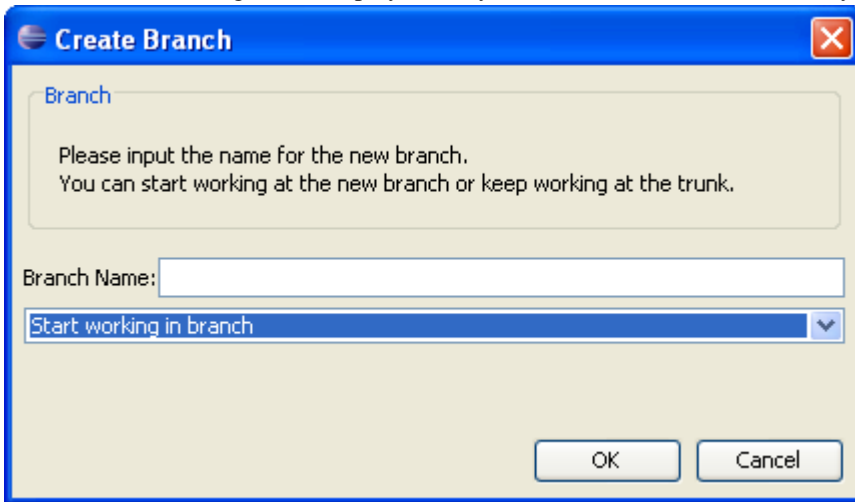 Create Branch
Branch
Please input the name for the new branch.
You can start working at the new branch or keep working at the trunk.
Branch Name:
Start working in branch
OK Cancel